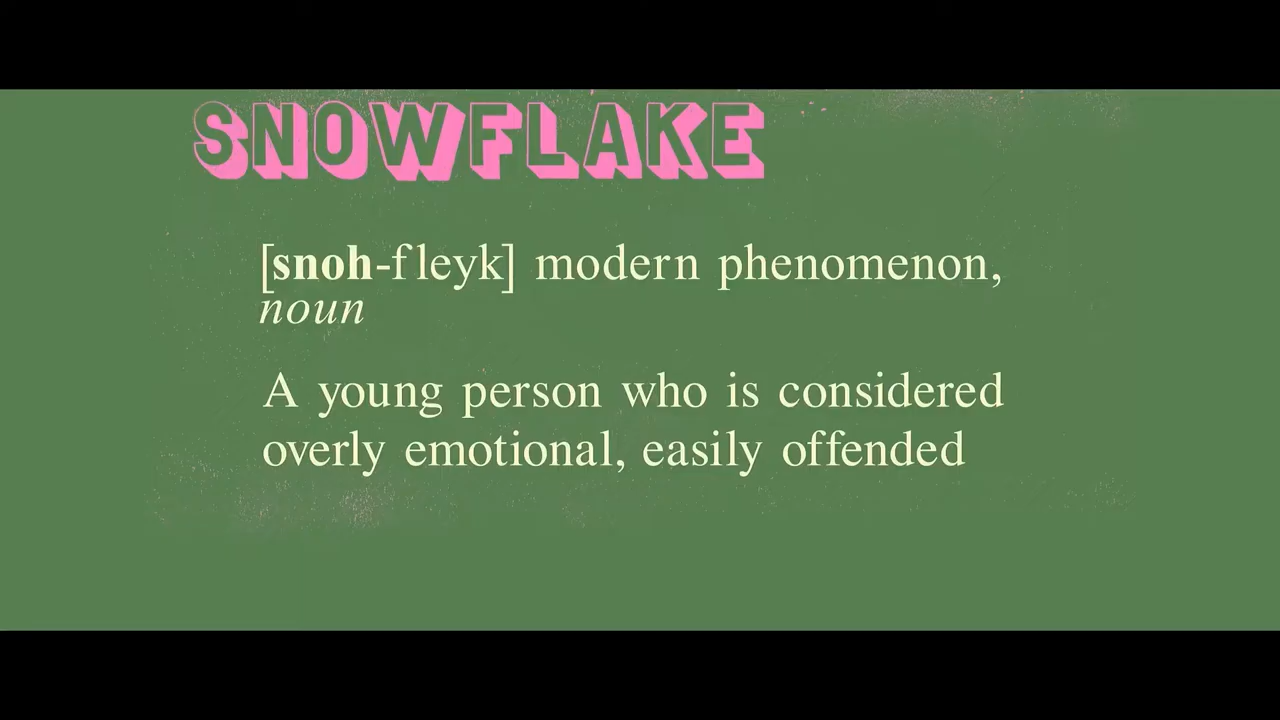 SNOWFLAKE
[snoh-fleyk] modern phenomenon,
noun
A young person who is considered
overly emotional, easily offended